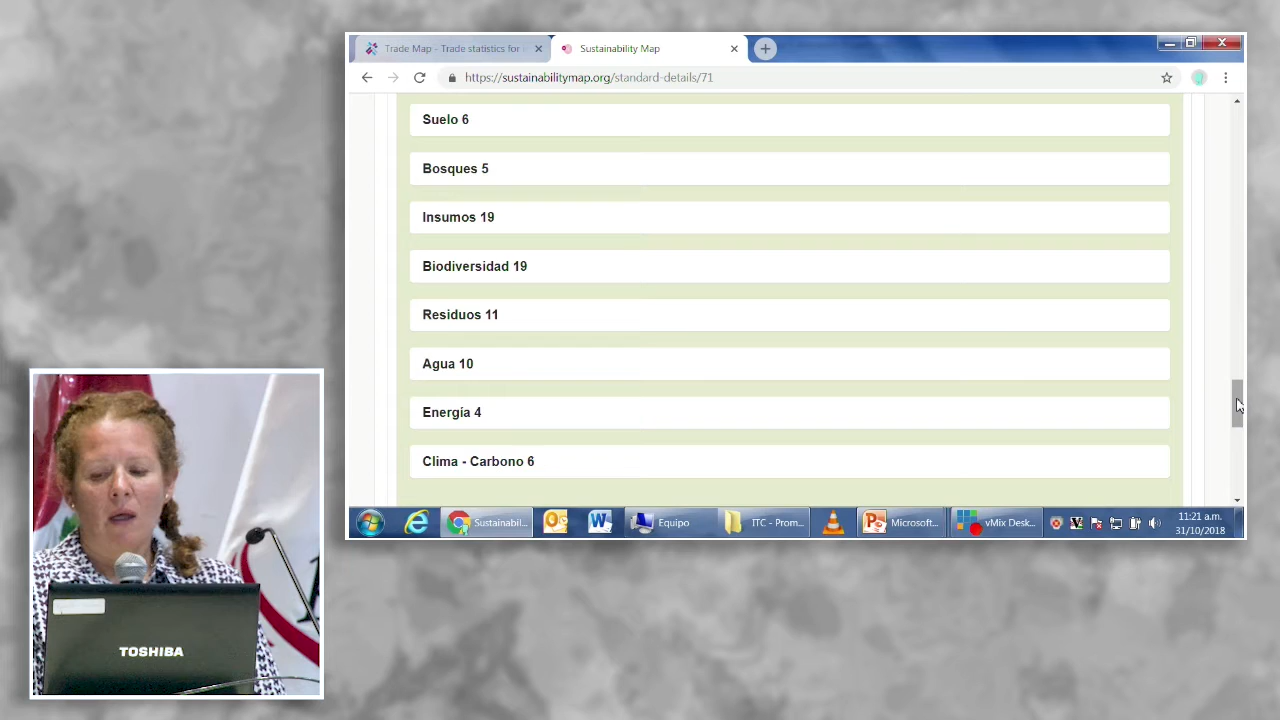 Trade Map - Trade statistics for
Sustainability Map
https://sustainabilitymap.org/standard-details/71
Suelo 6
Bosques 5
Insumos 19
Biodiversidad 19
Residuos 11
Agua 10
Energía 4
Clima - Carbono 6
Sustainabil...
Equipo
ITC - Prom...
Microsoft...
vMix Desk...
11:21 a.m.
31/10/2018
TOSHIBA